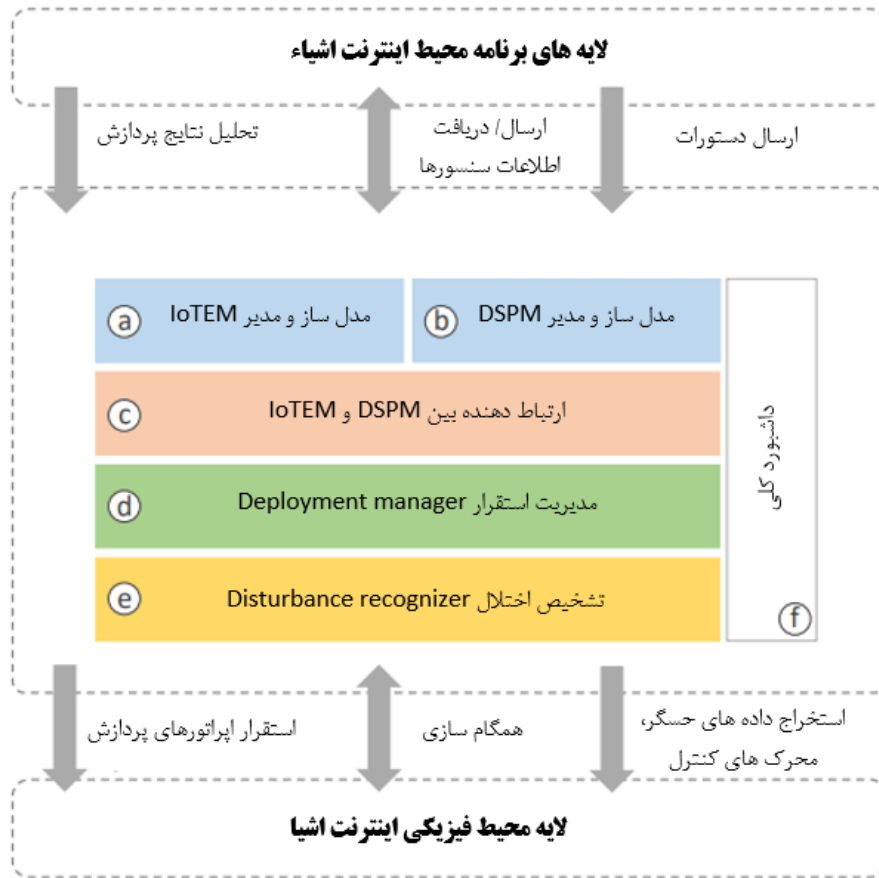 لایه های برنامه محیط اینترنت اشیاء
ارسال دستورات
ارسال/ دریافت
اطلاعات سنسورها
تحلیل نتایج پردازش
a
مدل ساز و مدیر IoTEM
b
مدل ساز و مدیر DSPM
c
ارتباط دهنده بین DSPM و IoTEM
d
مدیریت استقرار Deployment manager
e
تشخیص اختلال Disturbance recognizer
داشبورد کلی
f
استخراج داده های حسگر،
محرک های کنترل
همگام سازی
استقرار اپراتورهای پردازش
لایه محیط فیزیکی اینترنت اشیا